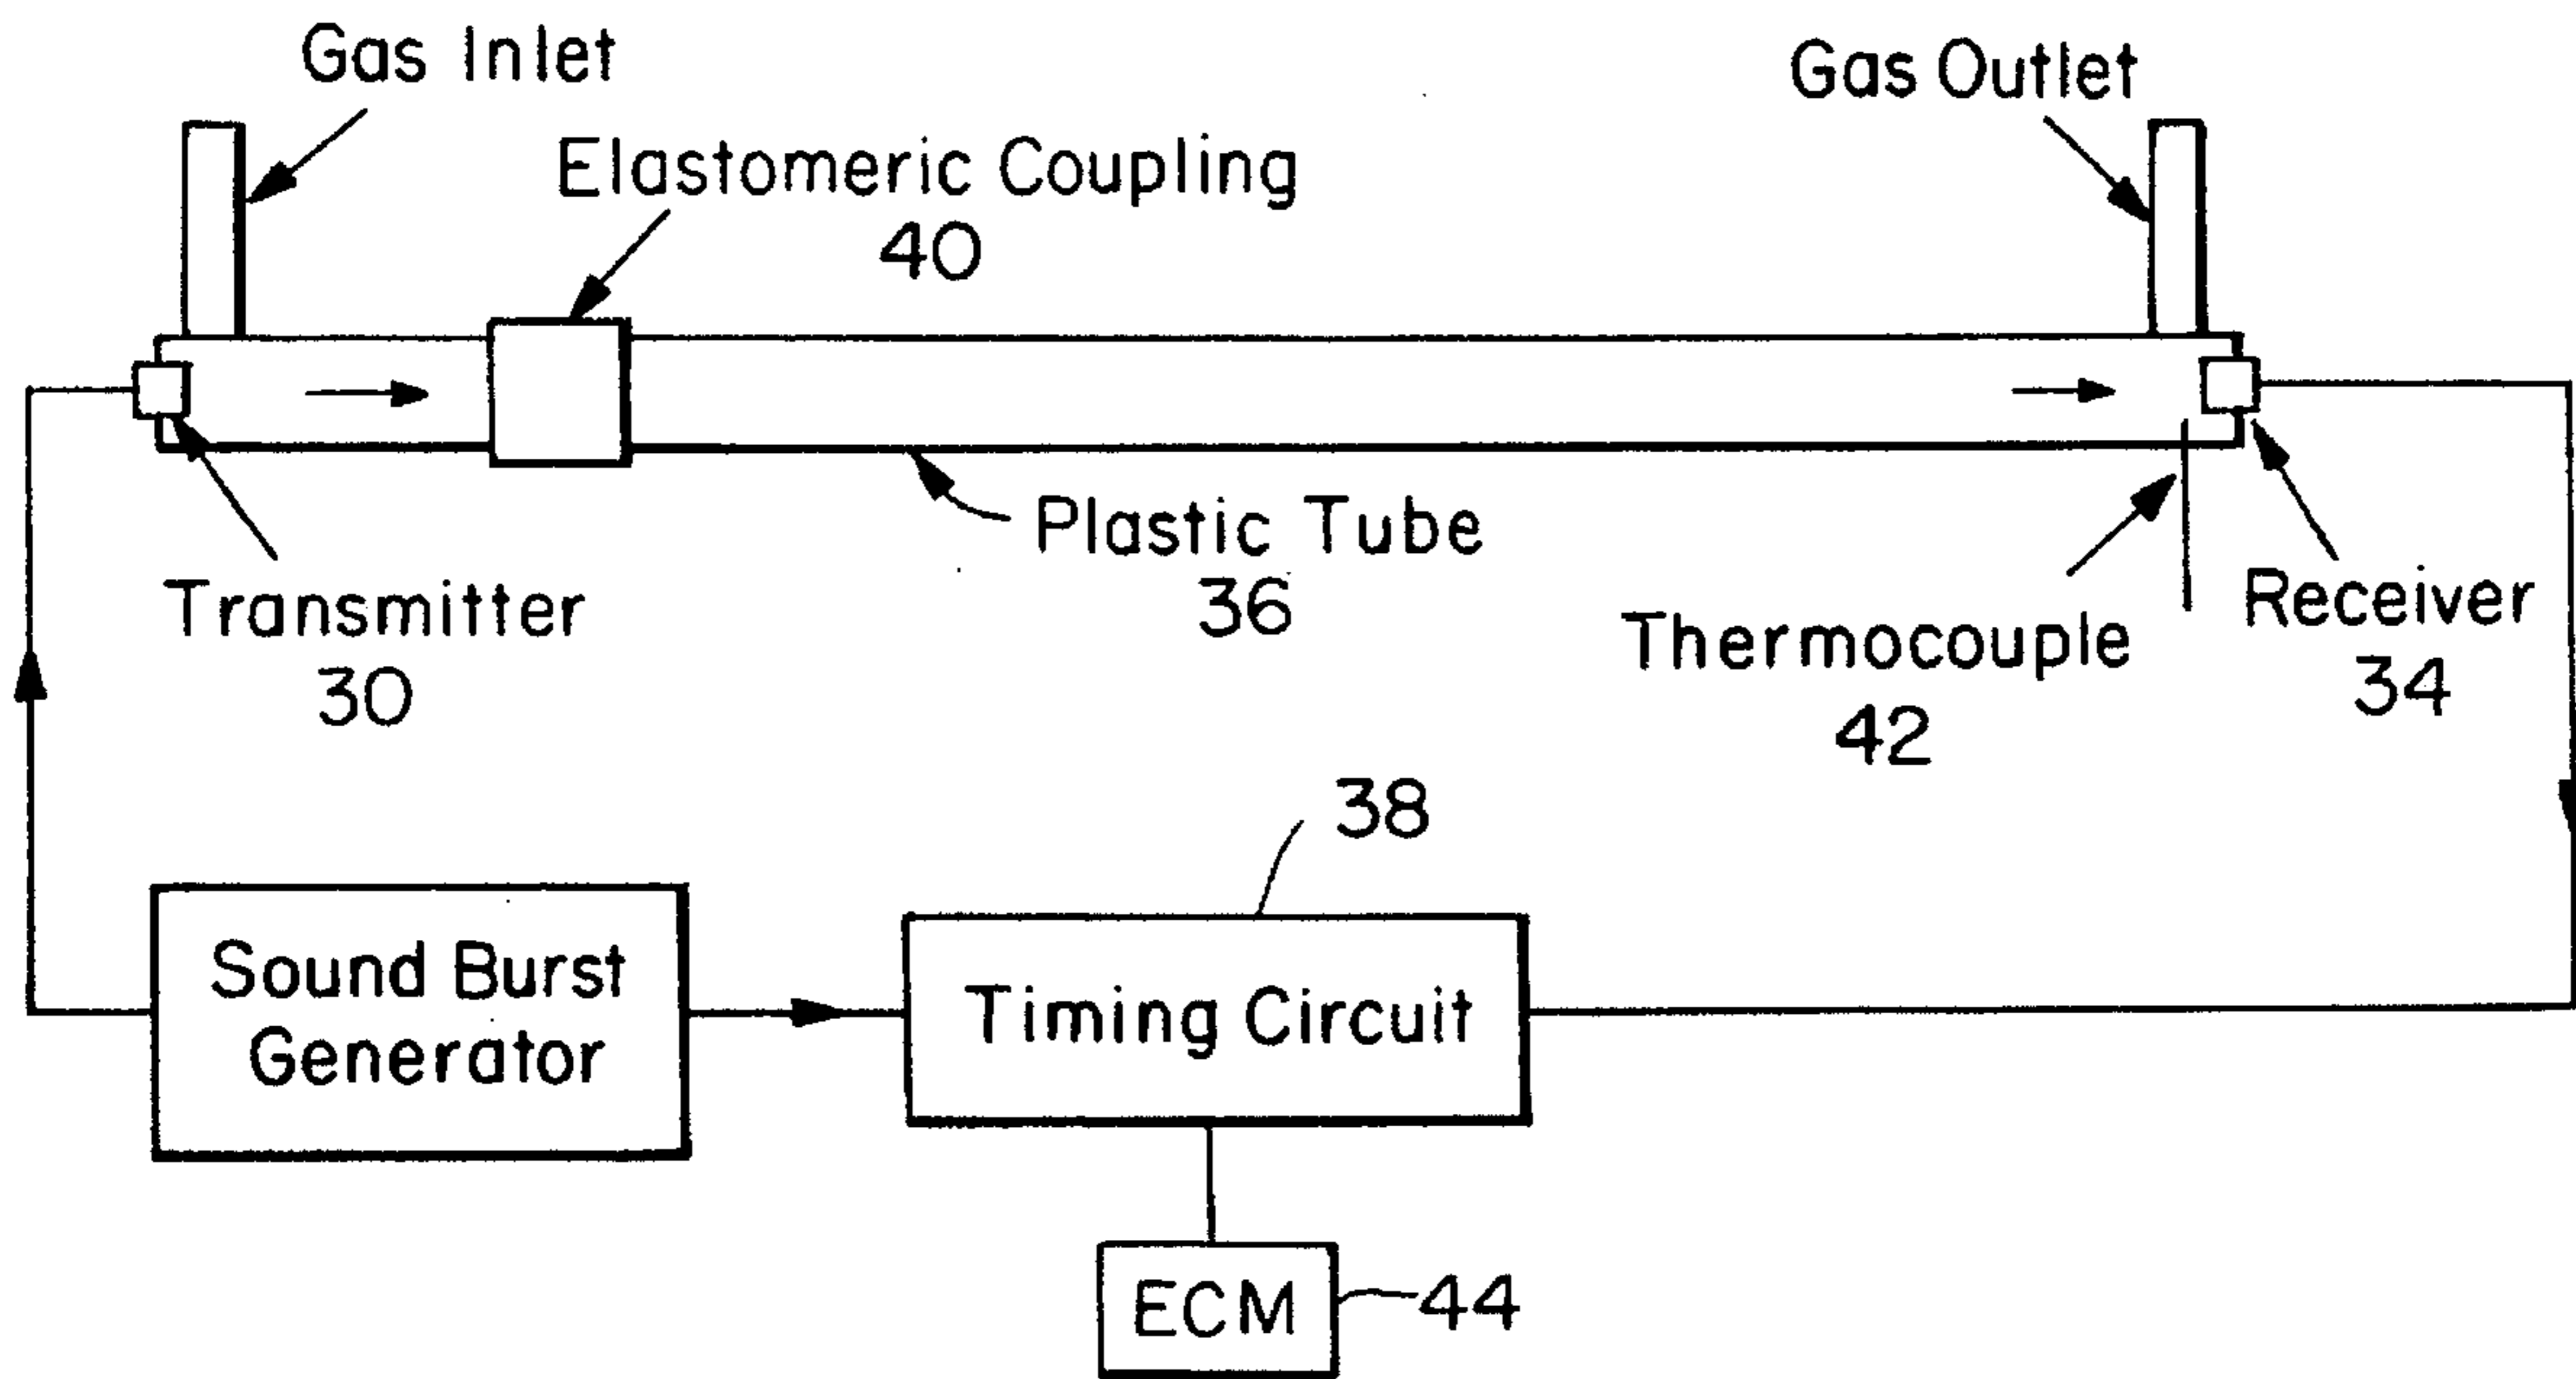 Gas Inlet
Gas Outlet
Elastomeric Coupling
40
Plastic Tube
36
Transmitter
30
Thermocouple
42
Receiver
34
38
Sound Burst
Generator
Timing Circuit
ECM
44